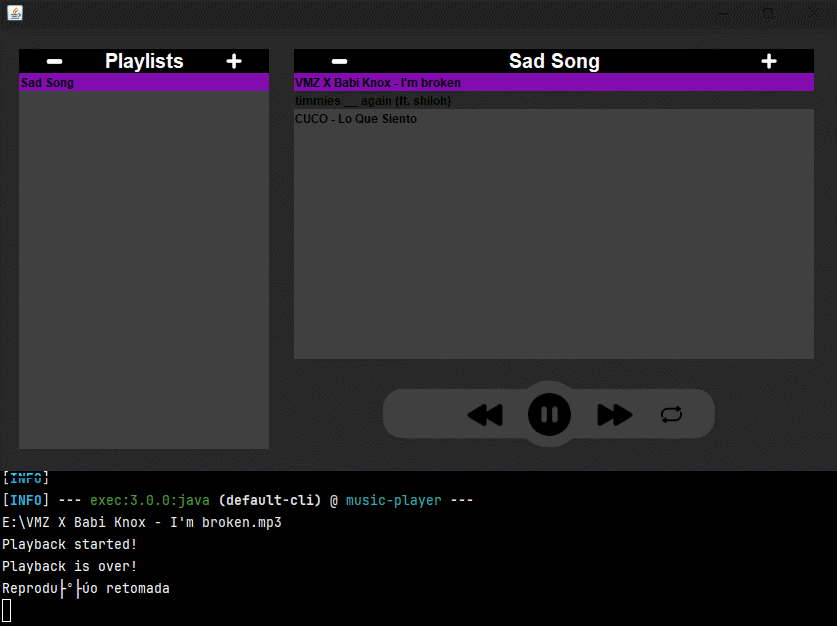 Playlists
Sad Song
Sad Song
VMZ X Babi Knox - I'm broken
timmies __ again (ft. shiloh)
CUCO - Lo Que Siento
[INFO]
[INFO] --- exec:3.0.0:java (default-cli) @ music-player ---
E:\VMZ X Babi Knox - I'm broken.mp3
Playback started!
Playback is over!
Reprodu├º├úo retomada